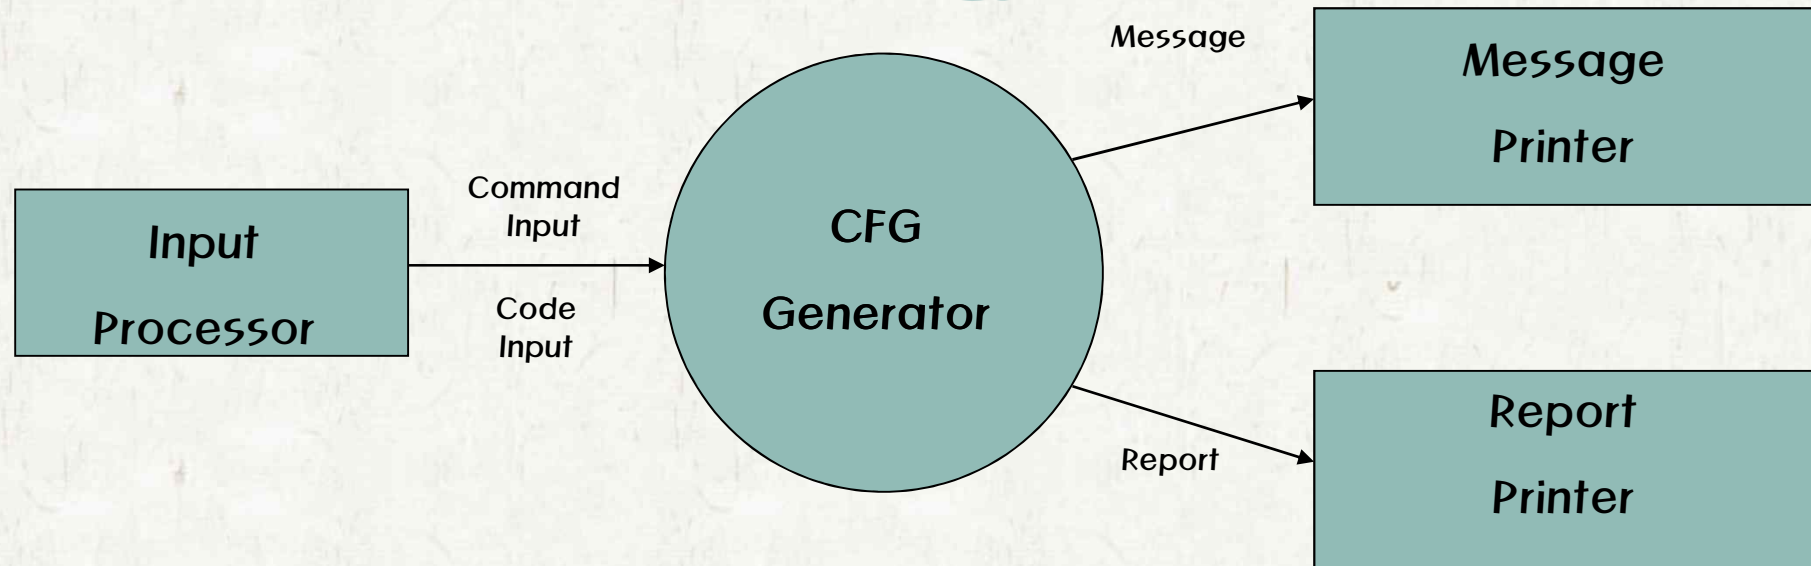 Message
Message
Printer
Command
Input
Input
Processor
Code
Input
CFG
Generator
Report
Printer
Report